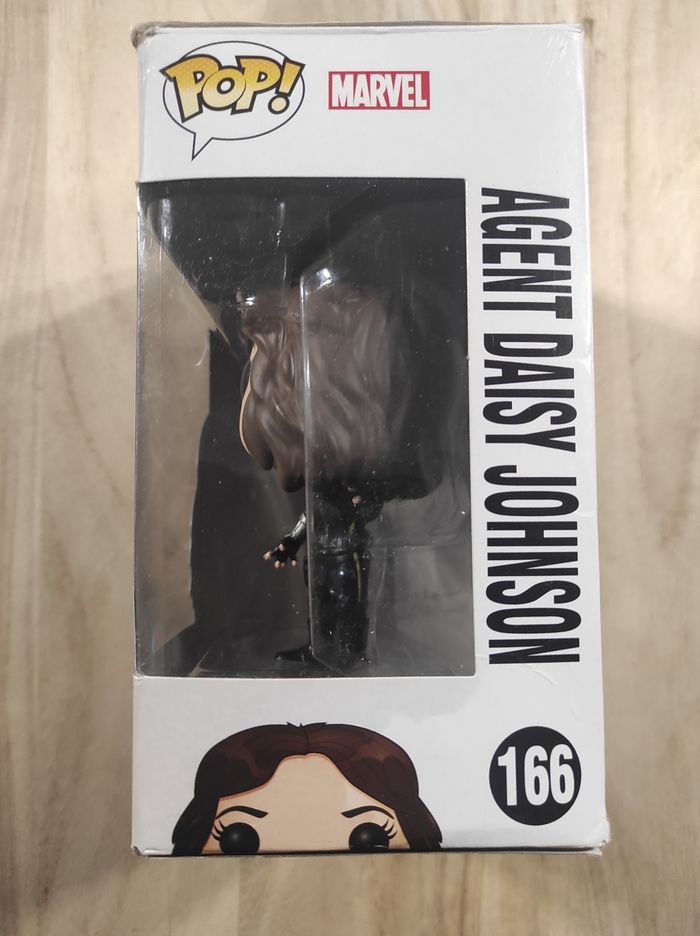 POP!
MARVEL
AGENT DAISY JOHNSON
166